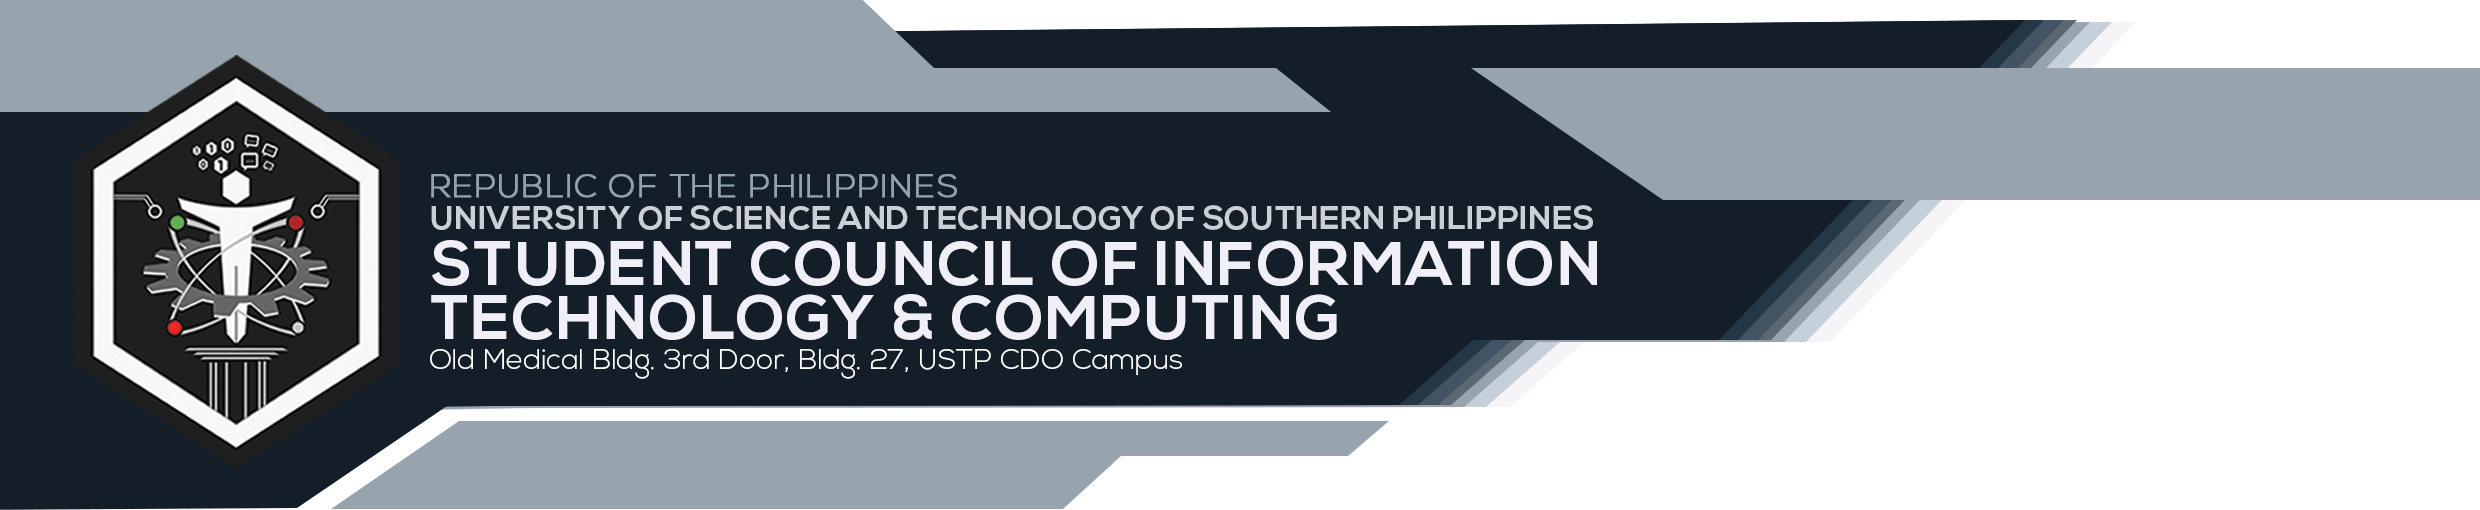 REPUBLIC OF THE PHILIPPINES
UNIVERSITY OF SCIENCE AND TECHNOLOGY OF SOUTHERN PHILIPPINES
STUDENT COUNCIL OF INFORMATION
TECHNOLOGY & COMPUTING
Old Medical Bldg. 3rd Door, Bldg. 27, USTP CDO Campus